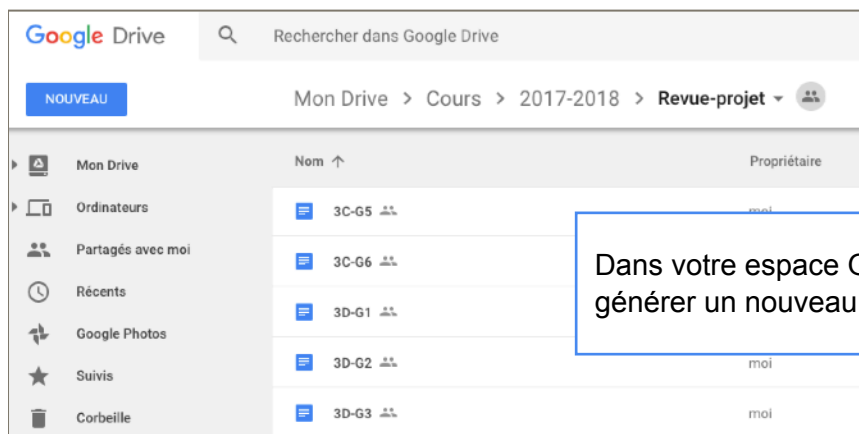 Google Drive
Rechercher dans Google Drive
NOUVEAU
Mon Drive > Cours > 2017-2018 > Revue-projet
Mon Drive
Ordinateurs
Partagés avec moi
Récents
Google Photos
Suivis
Corbeille
Nom ↑
Propriétaire
3C-G5
moi
3C-G6
3D-G1
3D-G2
moi
3D-G3
moi
Dans votre espace
générer un nouveau